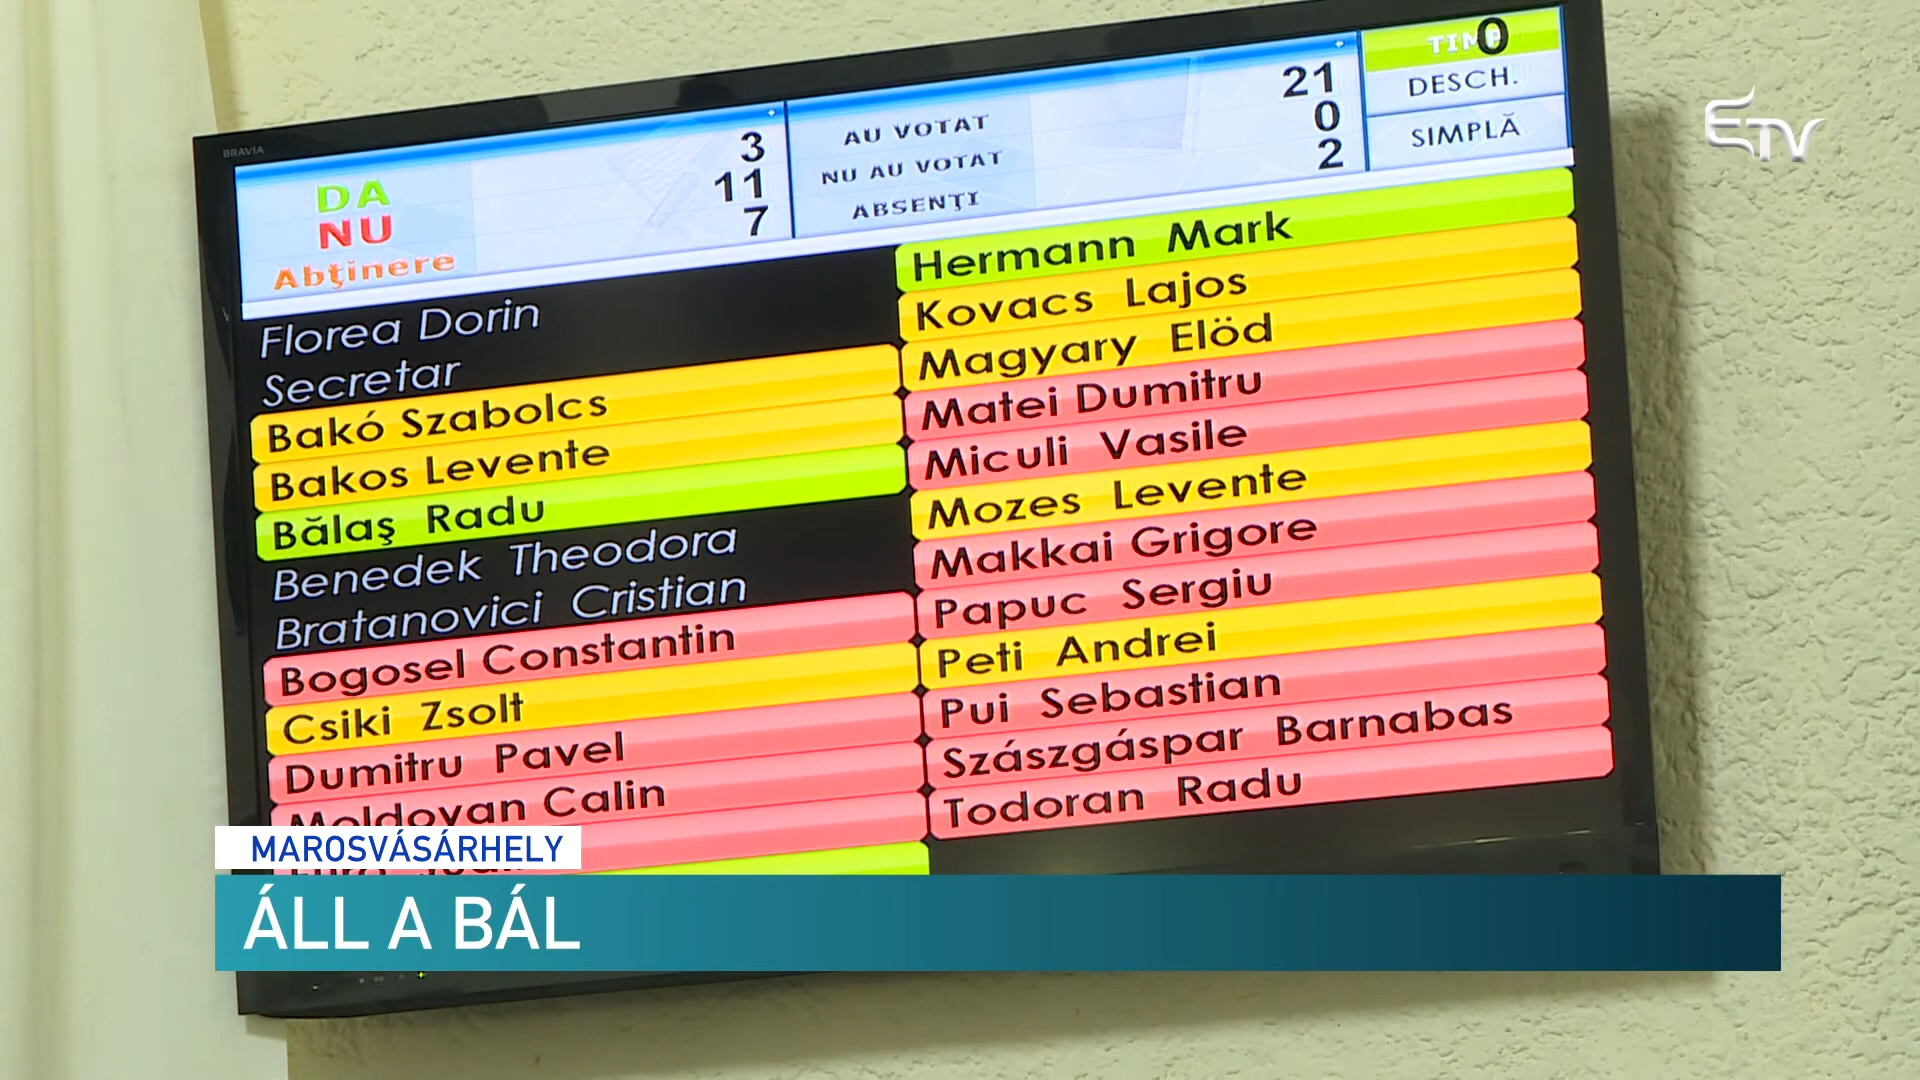 BRAVIA
DA 3
NU 11
Abţinere 7
AU VOTAT 21
NU AU VOTAT 0
ABSENŢI 2
TIMP 0
DESCH.
SIMPLĂ
ETV
Florea Dorin
Secretar
Bakó Szabolcs
Bakos Levente
Bălaş Radu
Benedek Theodora
Bratanovici Cristian
Bogosel Constantin
Csiki Zsolt
Dumitru Pavel
Moldovan Calin
Hermann Mark
Kovacs Lajos
Magyary Elöd
Matei Dumitru
Miculi Vasile
Mozes Levente
Makkai Grigore
Papuc Sergiu
Peti Andrei
Pui Sebastian
Szászgáspar Barnabas
Todoran Radu
MAROSVÁSÁRHELY
ÁLL A BÁL